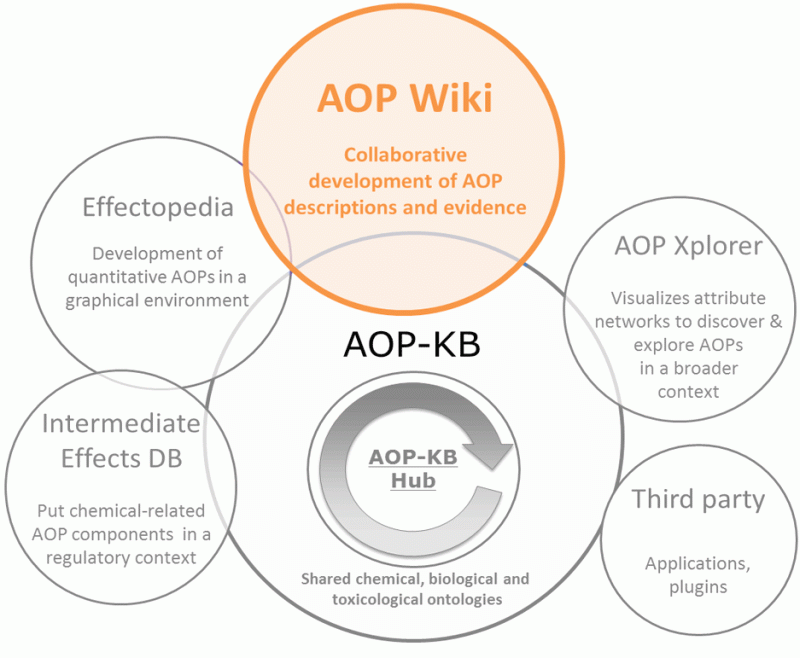 AOP Wiki
Collaborative
development of AOP
descriptions and evidence
Effectopedia
Development of
quantitative AOPs in a
graphical environment
AOP Xplorer
Visualizes attribute
networks to discover &
explore AOPs
in a broader
context
AOP-KB
AOP-KB
Hub
Shared chemical, biological and
toxicological ontologies
Intermediate
Effects DB
Put chemical-related
AOP components in a
regulatory context
Third party
Applications,
plugins